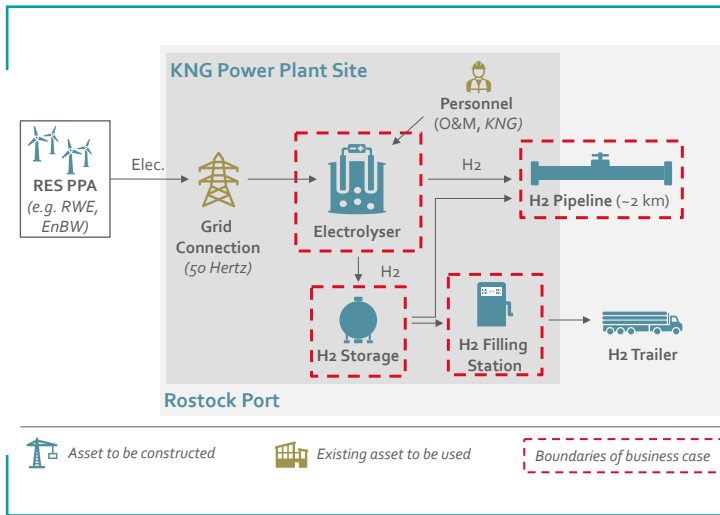 KNG Power Plant Site
Personnel
(O&M, KNG)
RES PPA
(e.g. RWE,
EnBW)
Elec.
Grid
Connection
(50 Hertz)
Electrolyser
H2
H2 Pipeline (~2 km)
H2
H2 Storage
H2 Filling
Station
H2 Trailer
Rostock Port
Asset to be constructed
Existing asset to be used
Boundaries of business case